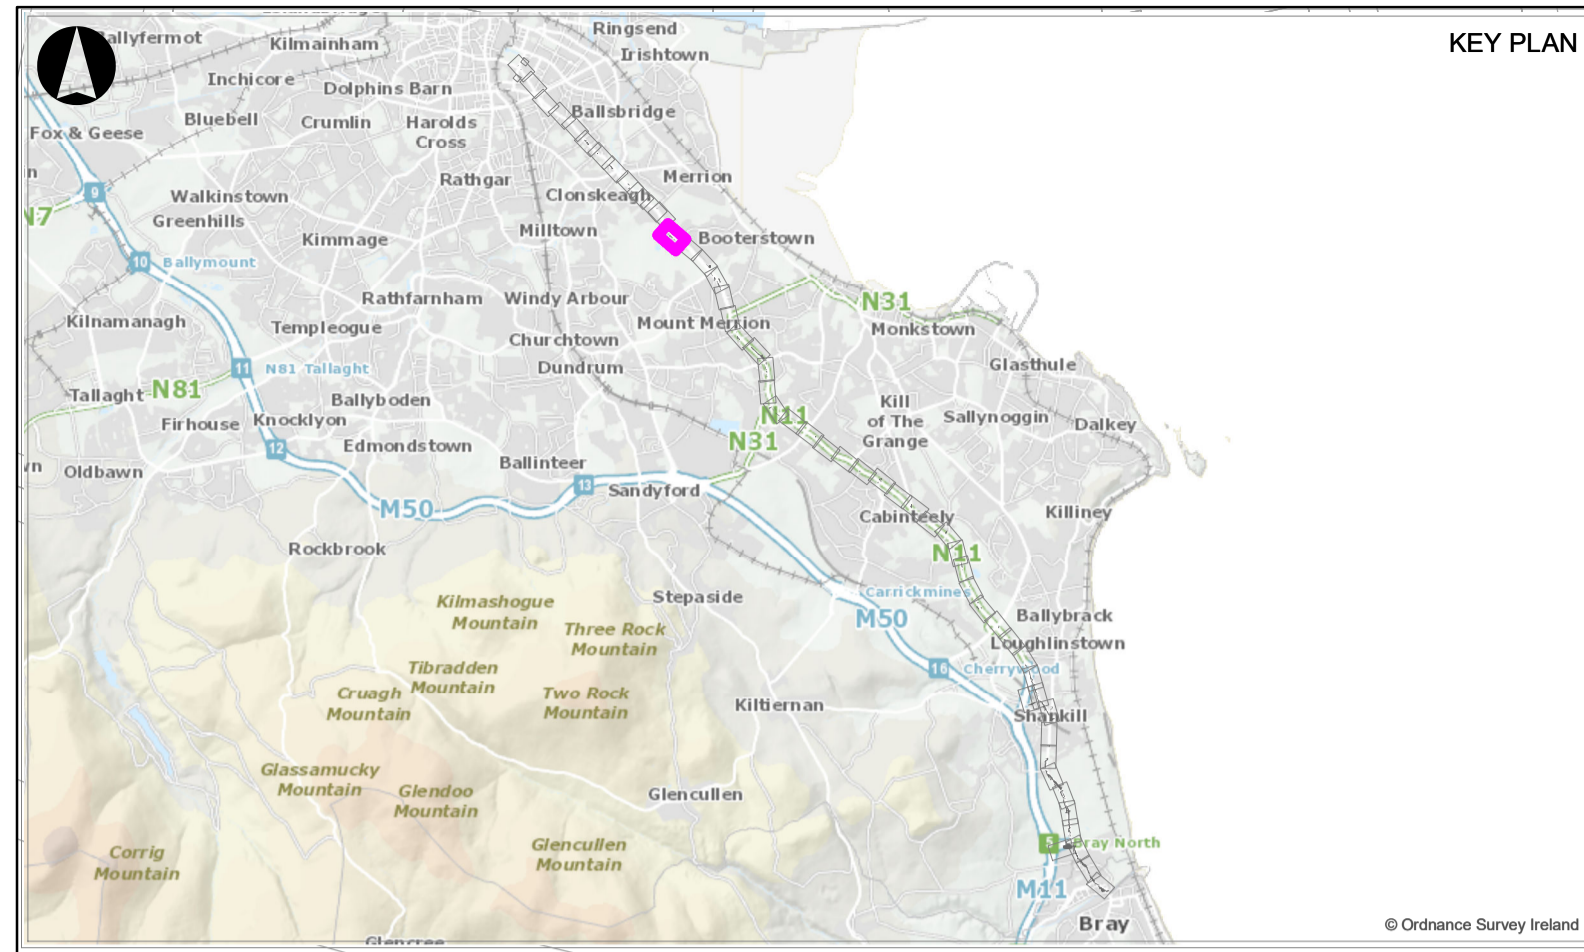 KEY PLAN
Ringsend
Ballyfermot
Kilmainham
Irishtown
Inchicore
Dolphins Barn
Ballsbridge
Bluebell
Crumlin
Harolds
Cross
Fox & Geese
Merrion
Rathgar
Clonskeagh
9
Walkinstown
N7
Greenhills
Milltown
Kimmage
Booterstown
10
Ballymount
Rathfarnham
Windy Arbour
N31
Kilnamanagh
Templeogue
Mount Merrion
Monkstown
Churchtown
Glasthule
11
N81 Tallaght
Dundrum
Tallaght
N81
Ballyboden
Kill
of The
Grange
Firhouse
Knocklyon
N11
Sallynoggin
Dalkey
N31
12
Edmondstown
Ballinteer
Oldbawn
13
Sandyford
M50
Cabinteely
Killiney
Rockbrook
N11
Kilmashogue
Mountain
Stepaside
Carrickmines
M50
Ballybrack
Three Rock
Mountain
Loughlinstown
Tibradden
Mountain
16
Cherrywood
Cruagh
Mountain
Two Rock
Mountain
Kiltiernan
Shankill
Glassamucky
Mountain
Glendoo
Mountain
Glencullen
Glencullen
Mountain
5
Bray North
Corrig
Mountain
M11
Bray
© Ordnance Survey Ireland
Glencree